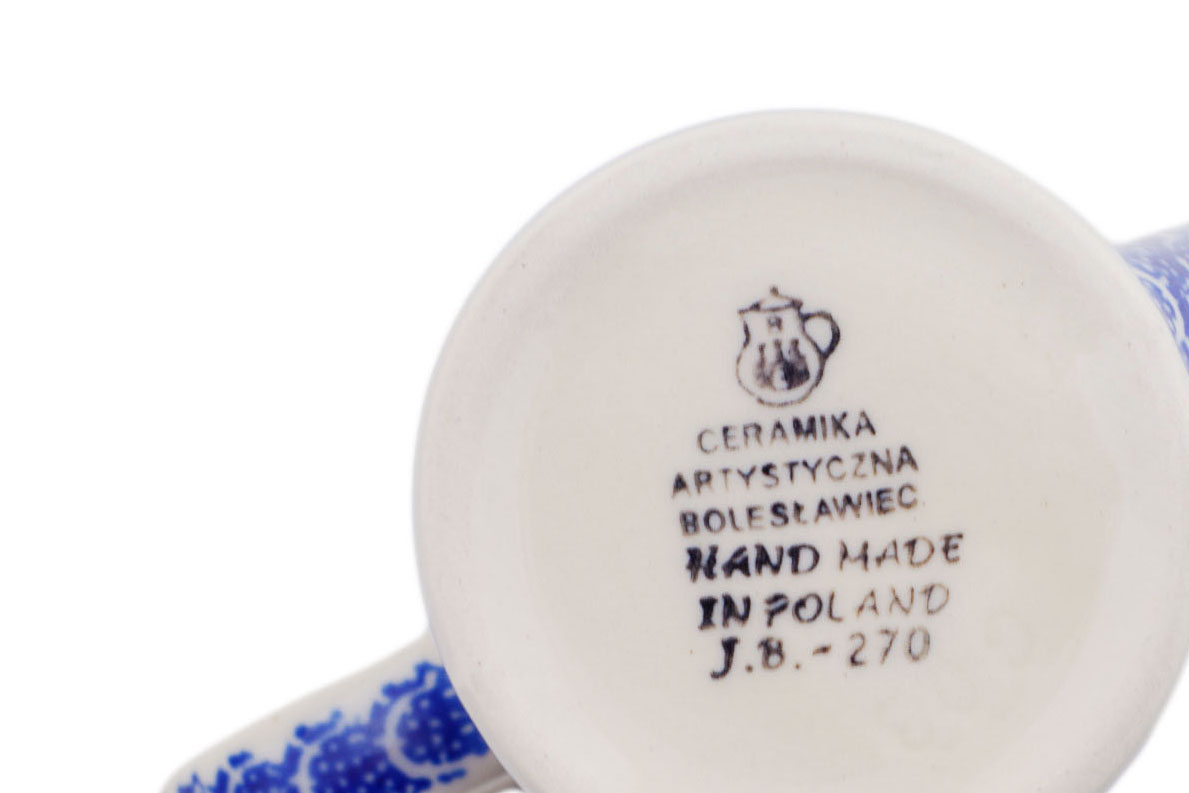 CERAMIKA
ARTYSTYCZNA
BOLESŁAWIEC
HAND MADE
IN POLAND
J.B.-270